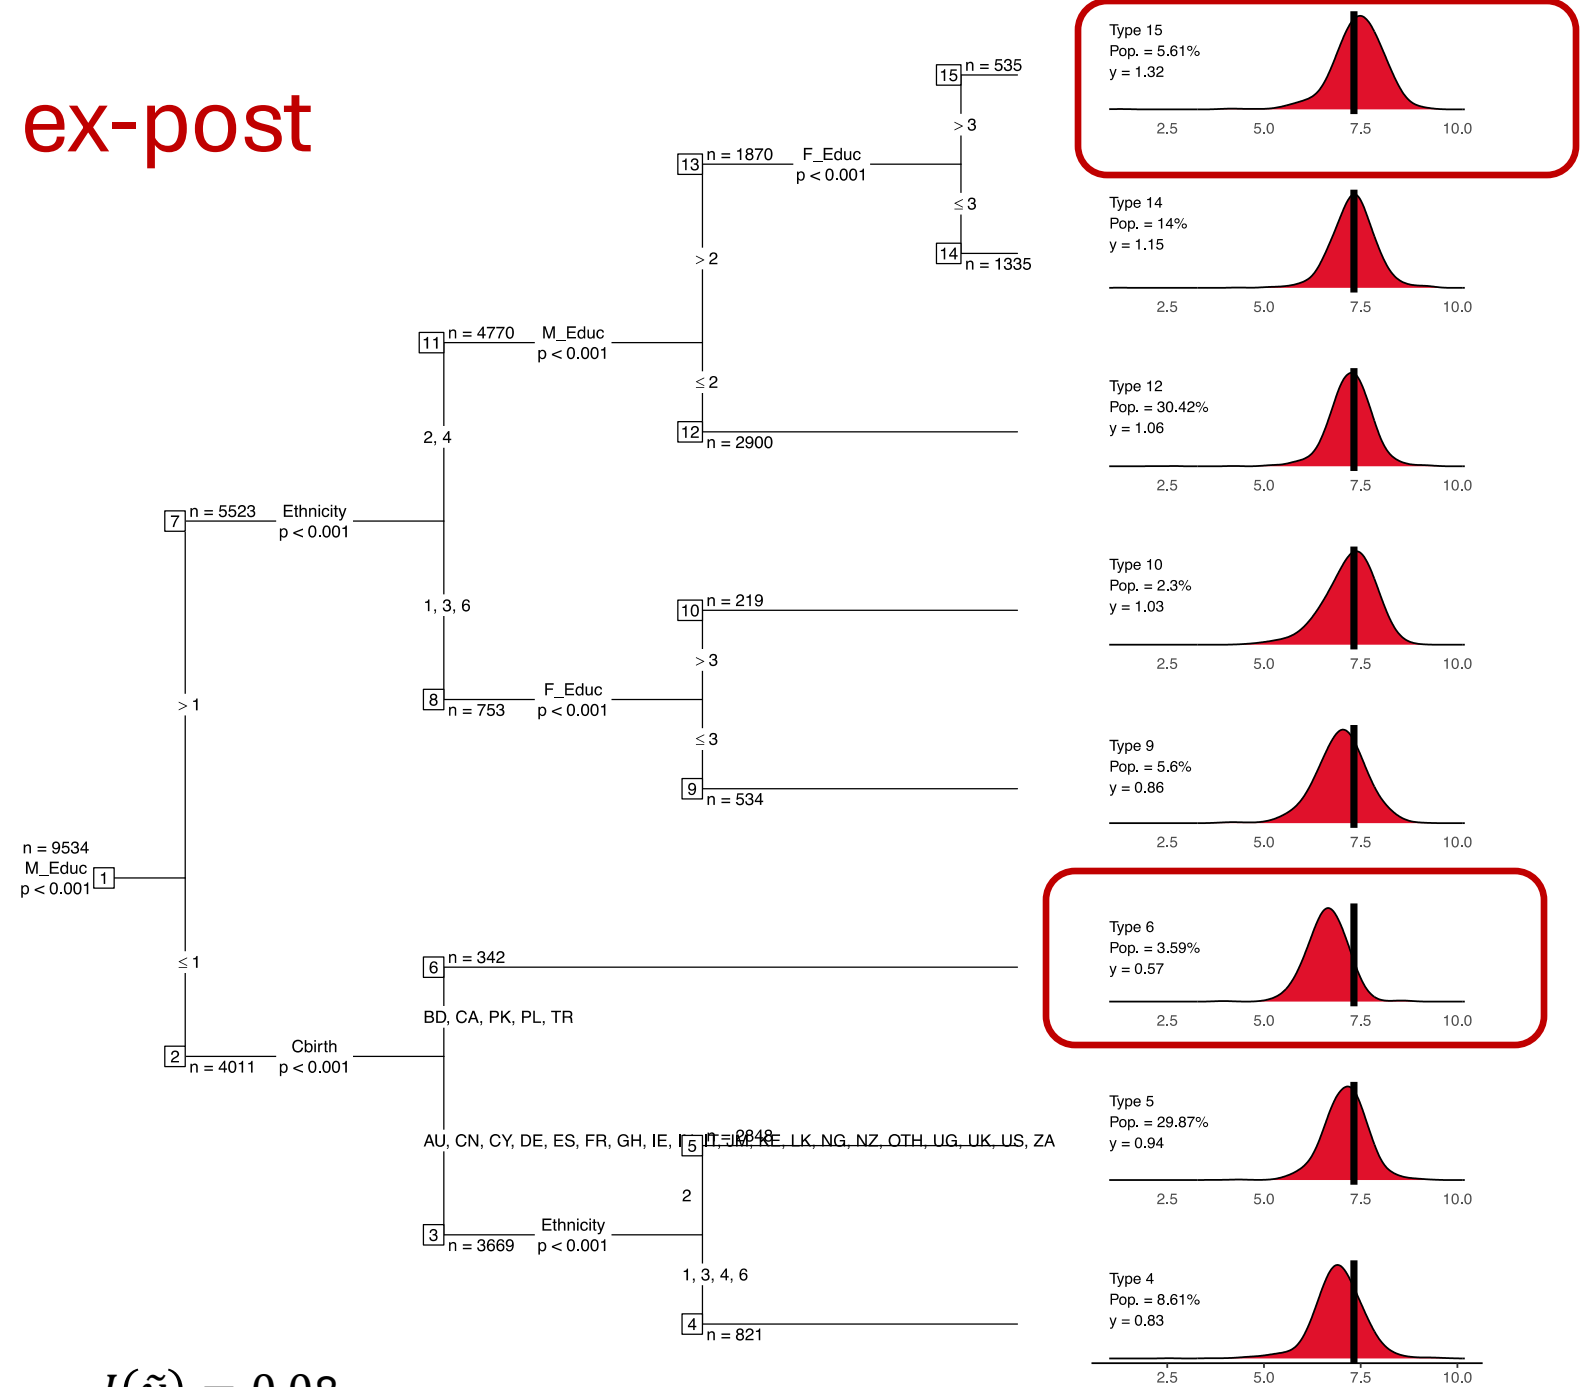 ex-post
15 n = 535
> 3
13 n = 1870
F_Educ
p < 0.001
≤ 3
14 n = 1335
> 2
11 n = 4770
M_Educ
p < 0.001
≤ 2
12 n = 2900
2, 4
7 n = 5523
Ethnicity
p < 0.001
1, 3, 6
10 n = 219
> 3
8 n = 753
F_Educ
p < 0.001
≤ 3
9 n = 534
> 1
n = 9534
M_Educ
p < 0.001
1
≤ 1
6 n = 342
BD, CA, PK, PL, TR
2 n = 4011
Cbirth
p < 0.001
AU, CN, CY, DE, ES, FR, GH, IE, IT, JM, KE, LK, NG, NZ, OTH, UG, UK, US, ZA
5 n = 2848
2
3 n = 3669
Ethnicity
p < 0.001
1, 3, 4, 6
4 n = 821
Type 15
Pop. = 5.61%
y = 1.32
2.5 5.0 7.5 10.0
Type 14
Pop. = 14%
y = 1.15
2.5 5.0 7.5 10.0
Type 12
Pop. = 30.42%
y = 1.06
2.5 5.0 7.5 10.0
Type 10
Pop. = 2.3%
y = 1.03
2.5 5.0 7.5 10.0
Type 9
Pop. = 5.6%
y = 0.86
2.5 5.0 7.5 10.0
Type 6
Pop. = 3.59%
y = 0.57
2.5 5.0 7.5 10.0
Type 5
Pop. = 29.87%
y = 0.94
2.5 5.0 7.5 10.0
Type 4
Pop. = 8.61%
y = 0.83
2.5 5.0 7.5 10.0